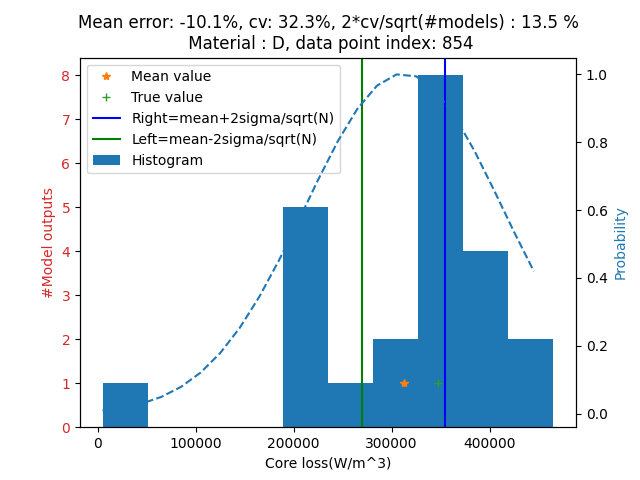 Mean error: -10.1%, cv: 32.3%, 2*cv/sqrt(#models) : 13.5 %
Material : D, data point index: 854
Mean value
True value
Right=mean+2sigma/sqrt(N)
Left=mean-2sigma/sqrt(N)
Histogram
#Model outputs
8
7
6
5
4
3
2
1
0
1.0
0.8
0.6
0.4
0.2
0.0
Probability
0
100000
200000
300000
400000
Core loss(W/m^3)